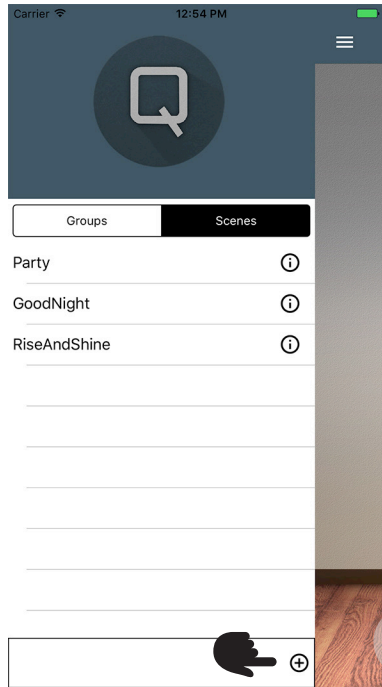 Carrier 12:54 PM
Q
Groups Scenes
Party
GoodNight
RiseAndShine